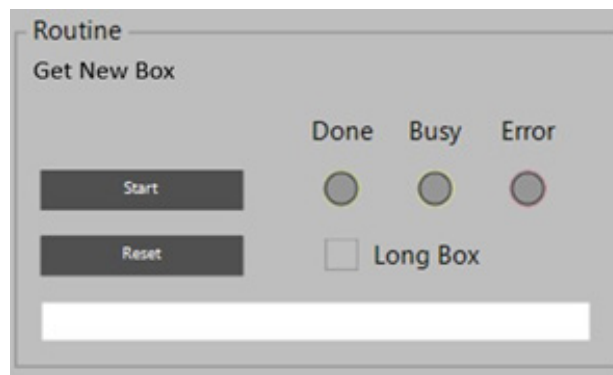 Routine
Get New Box
Done Busy Error
Start
Reset
Long Box